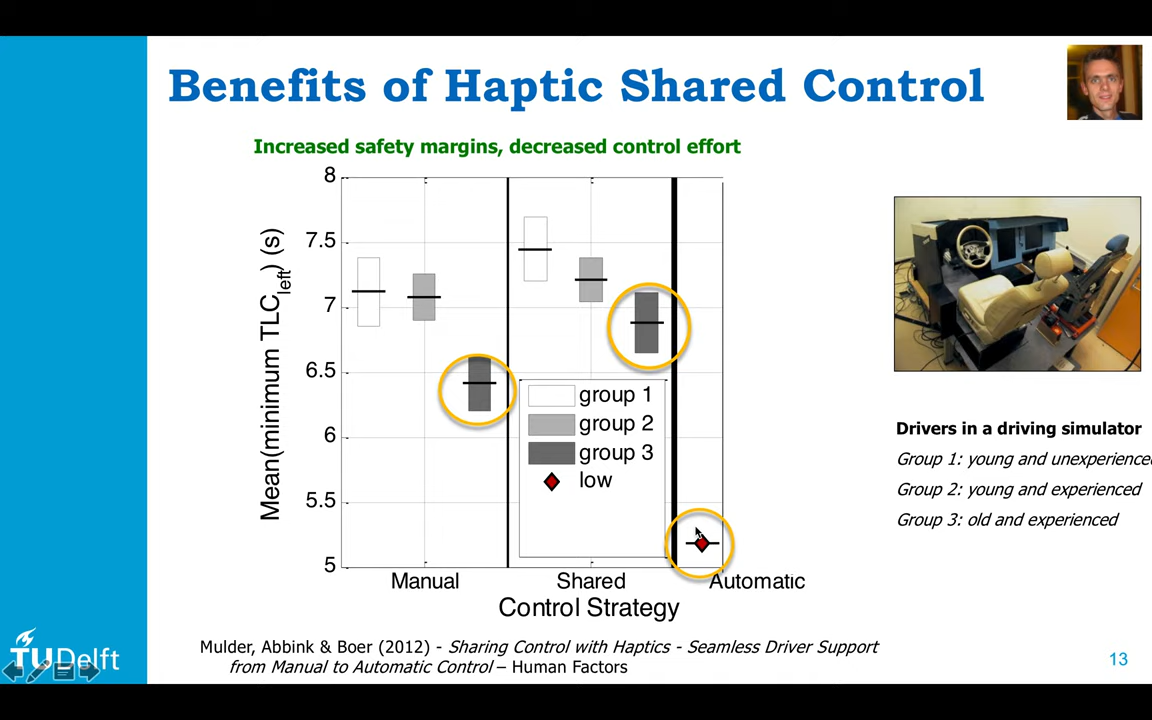 Benefits of Haptic Shared Control
Increased safety margins, decreased control effort
8
7.5
7
6.5
6
5.5
5
Mean(minimum TLCleft) (s)
group 1
group 2
group 3
low
Manual
Shared
Automatic
Control Strategy
Drivers in a driving simulator
Group 1: young and unexperienced
Group 2: young and experienced
Group 3: old and experienced
Mulder, Abbink & Boer (2012) - Sharing Control with Haptics - Seamless Driver Support
from Manual to Automatic Control – Human Factors
TUDelft
13